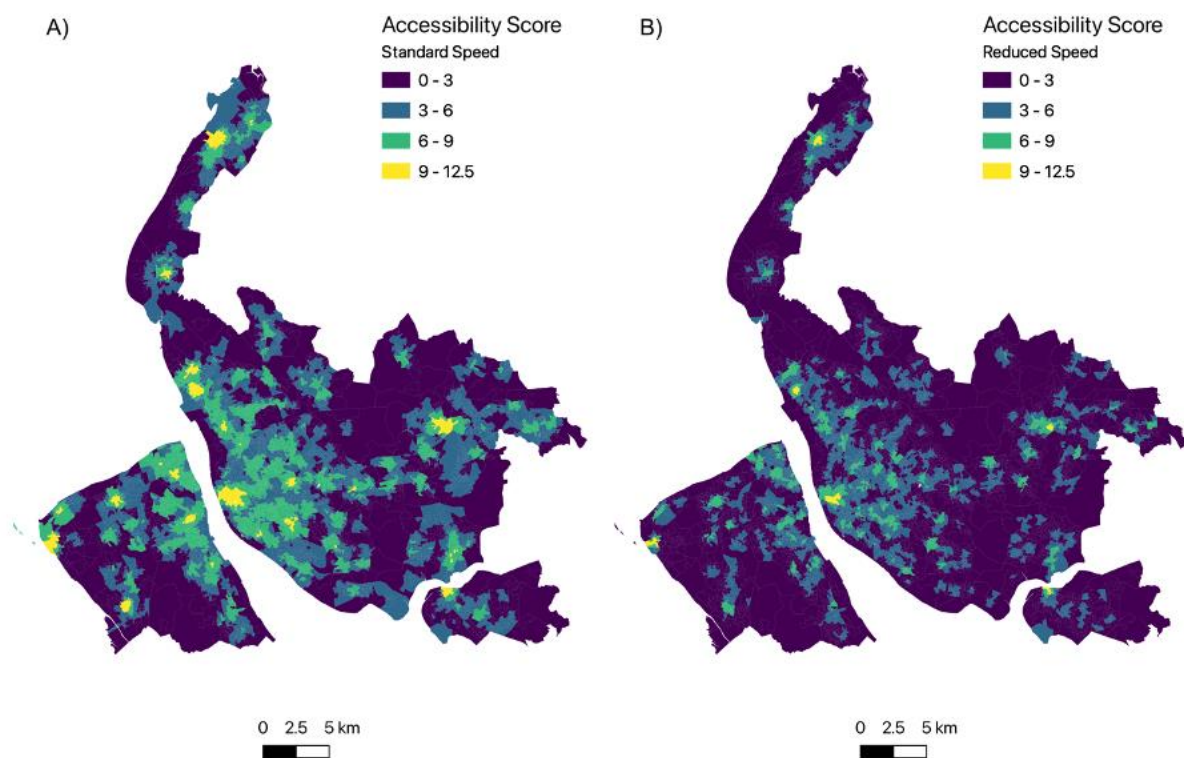 A)
Accessibility Score
Standard Speed
0 - 3
3 - 6
6 - 9
9 - 12.5
0 2.5 5 km
B)
Accessibility Score
Reduced Speed
0 - 3
3 - 6
6 - 9
9 - 12.5
0 2.5 5 km